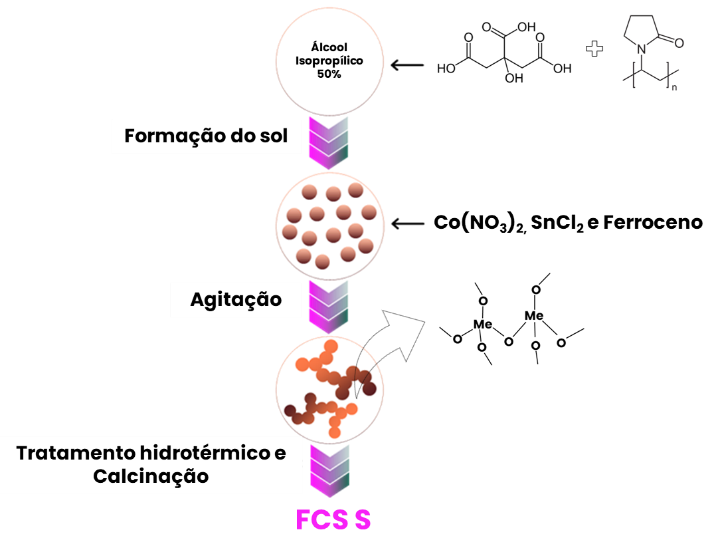 Álcool
Isopropílico
50%
O
OH
O
O
HO
OH
OH
N
O
n
Formação do sol
Co(NO₃)₂, SnCl₂ e Ferroceno
Agitação
O
O
Me
Me
O
O
O
O
O
Tratamento hidrotérmico e
Calcinação
FCS S